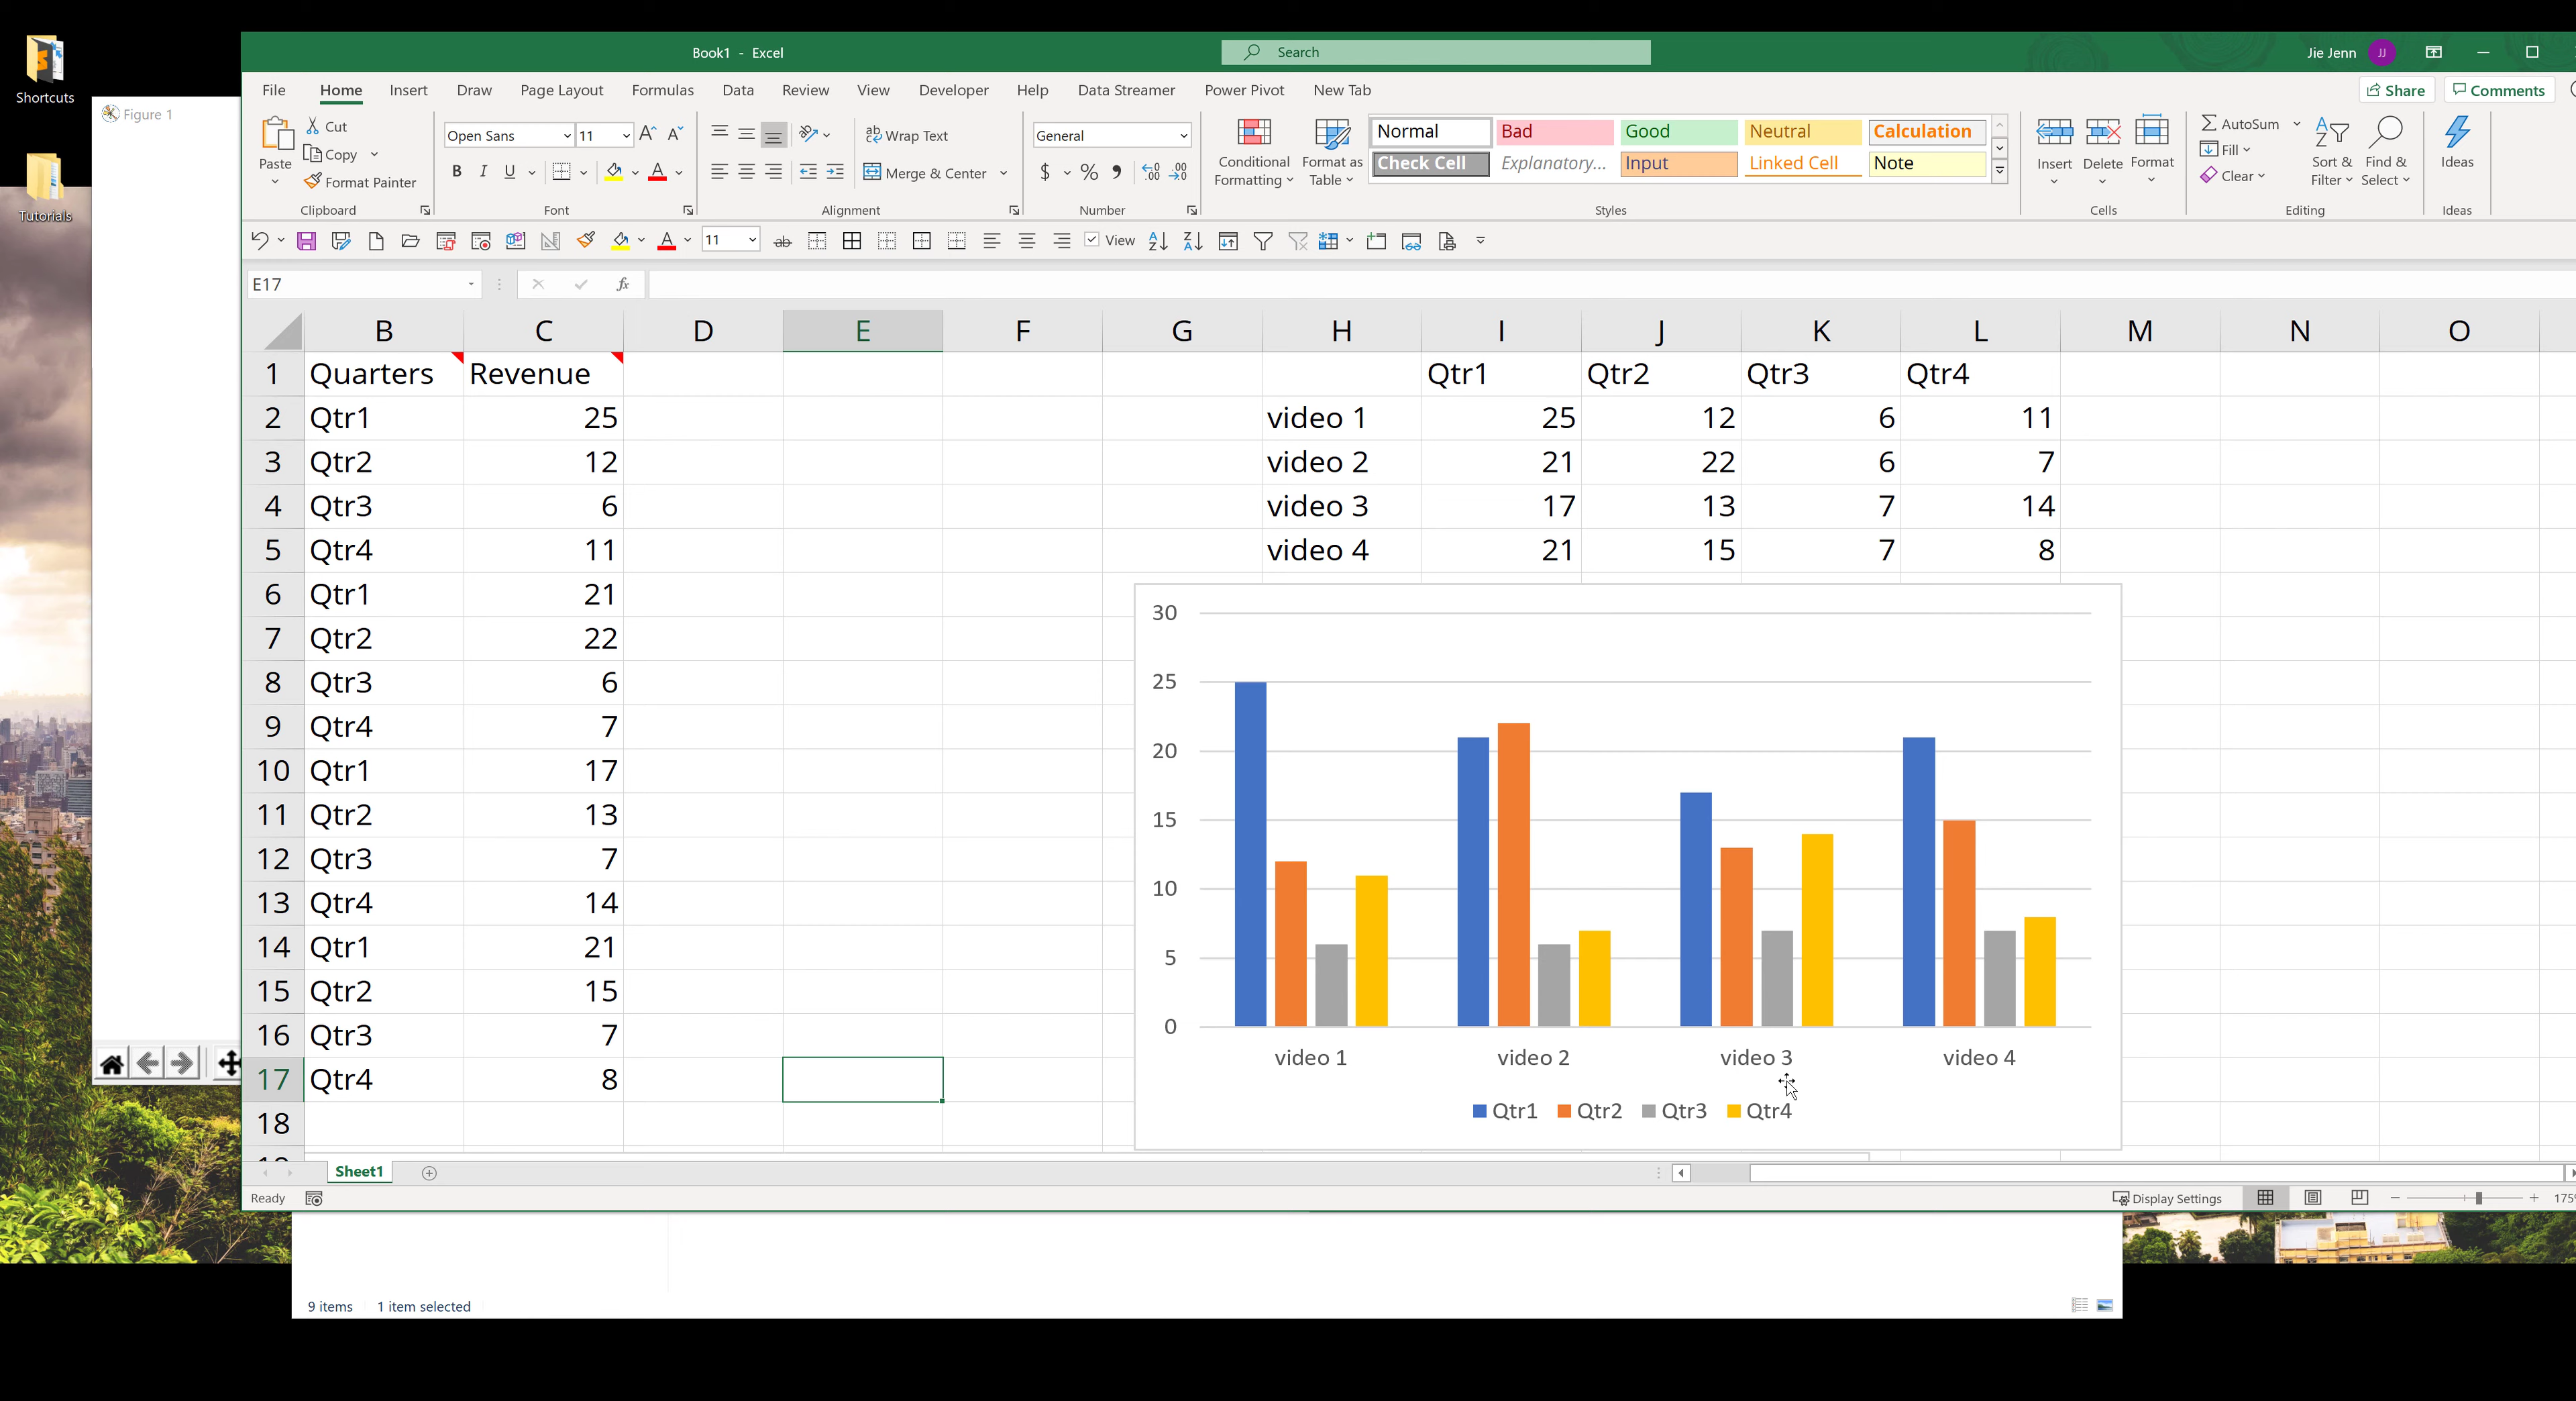 Shortcuts
Tutorials
Figure 1
Book1 - Excel
Search
Jie Jenn JJ
File Home Insert Draw Page Layout Formulas Data Review View Developer Help Data Streamer Power Pivot New Tab
Share Comments
Paste
Cut
Copy
Format Painter
Clipboard
Open Sans 11
B I U
Font
Wrap Text
Merge & Center
Alignment
General
$ % ,
Number
Conditional Formatting
Format as Table
Normal Bad Good Neutral Calculation
Check Cell Explanatory... Input Linked Cell Note
Styles
Insert Delete Format
Cells
AutoSum
Fill
Clear
Sort & Filter
Find & Select
Editing
Ideas
Ideas
11
View
E17
fx
B C D E F G H I J K L M N O
1 Quarters Revenue Qtr1 Qtr2 Qtr3 Qtr4
2 Qtr1 25 video 1 25 12 6 11
3 Qtr2 12 video 2 21 22 6 7
4 Qtr3 6 video 3 17 13 7 14
5 Qtr4 11 video 4 21 15 7 8
6 Qtr1 21
7 Qtr2 22
8 Qtr3 6
9 Qtr4 7
10 Qtr1 17
11 Qtr2 13
12 Qtr3 7
13 Qtr4 14
14 Qtr1 21
15 Qtr2 15
16 Qtr3 7
17 Qtr4 8
18
30
25
20
15
10
5
0
video 1 video 2 video 3 video 4
Qtr1 Qtr2 Qtr3 Qtr4
Sheet1
Ready
Display Settings
9 items 1 item selected